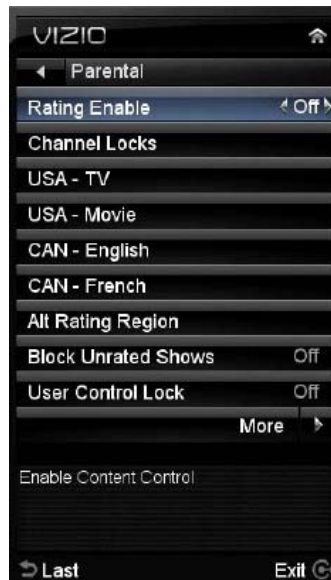 VIZIO
Parental
Rating Enable Off
Channel Locks
USA - TV
USA - Movie
CAN - English
CAN - French
Alt Rating Region
Block Unrated Shows Off
User Control Lock Off
More
Enable Content Control
Last Exit